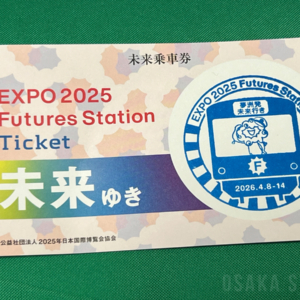 未来乗車券
EXPO 2025
Futures Station
Ticket
未来ゆき
EXPO 2025 Futures Station
夢洲発
未来行き
F
2026.4.8-14
公益社団法人 2025年日本国際博覧会協会
OSAKA S